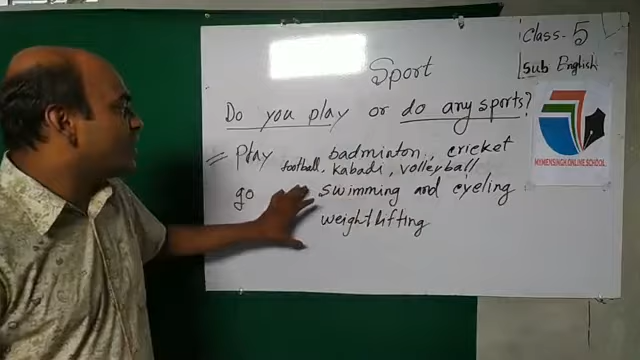 Class-5
Sub English
Sport
Do you play or do any sports?
= Play badminton, cricket
football, kabadi, volleyball
go swimming and cycling
weightlifting
MYMENSINGH.ONLINE.SCHOOL